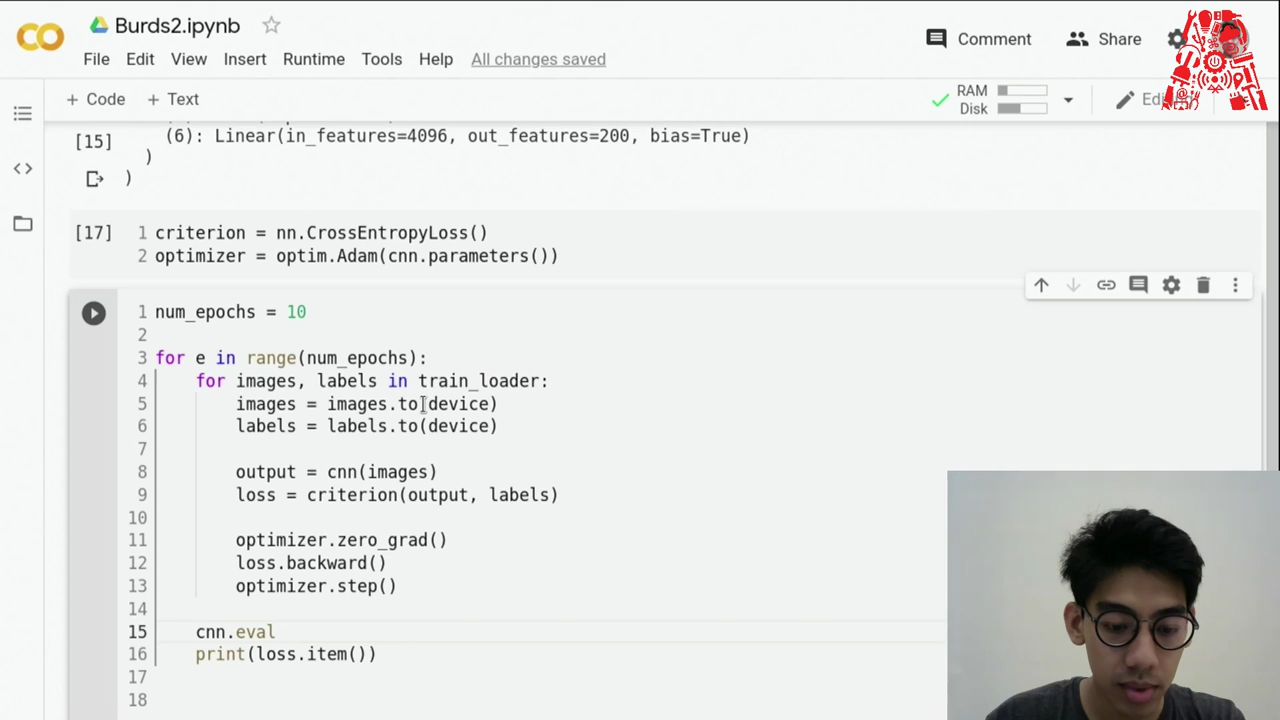 Burds2.ipynb
File Edit View Insert Runtime Tools Help All changes saved
Comment Share
+ Code + Text
RAM
Disk
(6): Linear(in_features=4096, out_features=200, bias=True)
[15]
)
)
[17]
1 criterion = nn.CrossEntropyLoss()
2 optimizer = optim.Adam(cnn.parameters())
1 num_epochs = 10
2
3 for e in range(num_epochs):
4 for images, labels in train_loader:
5 images = images.to(device)
6 labels = labels.to(device)
7
8 output = cnn(images)
9 loss = criterion(output, labels)
10
11 optimizer.zero_grad()
12 loss.backward()
13 optimizer.step()
14
15 cnn.eval
16 print(loss.item())
17
18